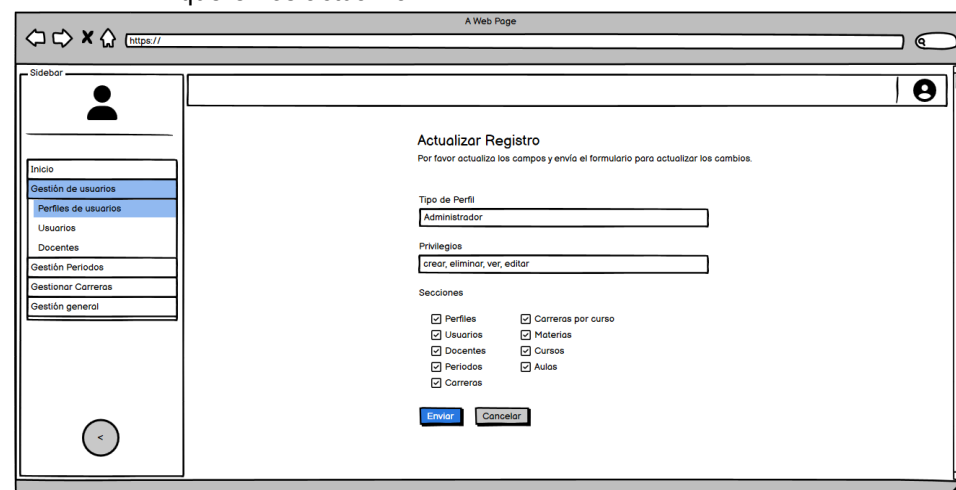 A Web Page
https://
Sidebar
Inicio
Gestión de usuarios
Perfiles de usuarios
Usuarios
Docentes
Gestión Periodos
Gestionar Carreras
Gestión general
<
Actualizar Registro
Por favor actualiza los campos y envía el formulario para actualizar los cambios.
Tipo de Perfil
Administrador
Privilegios
crear, eliminar, ver, editar
Secciones
Perfiles
Usuarios
Docentes
Periodos
Carreras
Carreras por curso
Materias
Cursos
Aulas
Enviar
Cancelar